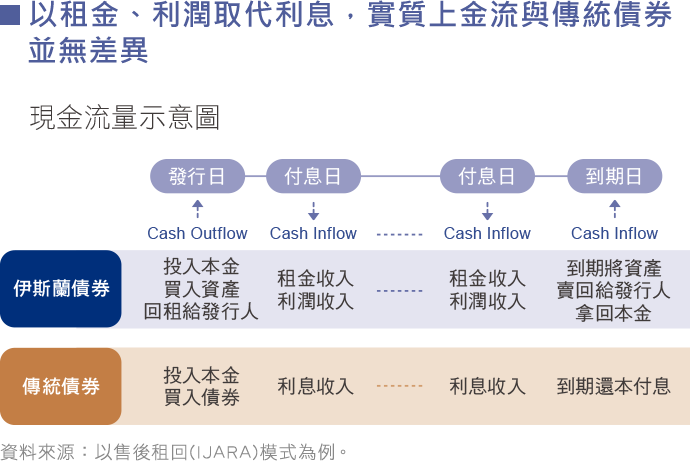 以租金、利潤取代利息，實質上金流與傳統債券
並無差異
現金流量示意圖
發行日 付息日 付息日 到期日
Cash Outflow Cash Inflow Cash Inflow Cash Inflow
伊斯蘭債券
投入本金
買入資產
回租給發行人
租金收入
利潤收入
租金收入
利潤收入
到期將資產
賣回給發行人
拿回本金
傳統債券
投入本金
買入債券
利息收入
利息收入
到期還本付息
資料來源：以售後租回(IJARA)模式為例。